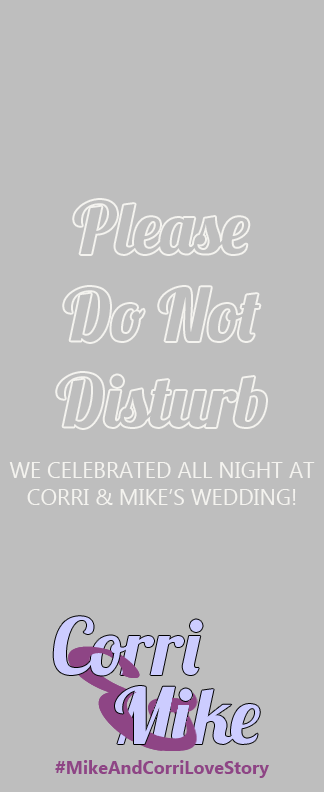 Please
Do Not
Disturb
WE CELEBRATED ALL NIGHT AT
CORRI & MIKE'S WEDDING!
Corri
Mike
#MikeAndCorriLoveStory